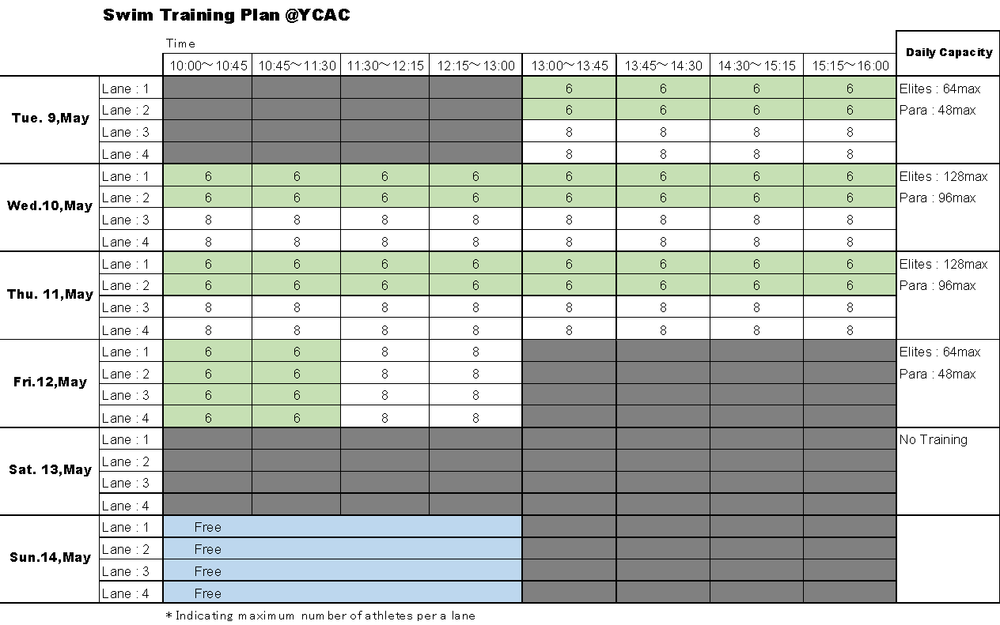 Swim Training Plan @YCAC
Time
Daily Capacity
10:00～10:45 10:45～11:30 11:30～12:15 12:15～13:00 13:00～13:45 13:45～14:30 14:30～15:15 15:15～16:00
Tue. 9,May
Lane : 1 6 6 6 6 Elites : 64max
Lane : 2 6 6 6 6 Para : 48max
Lane : 3 8 8 8 8
Lane : 4 8 8 8 8
Wed.10,May
Lane : 1 6 6 6 6 6 6 6 6 Elites : 128max
Lane : 2 6 6 6 6 6 6 6 6 Para : 96max
Lane : 3 8 8 8 8 8 8 8 8
Lane : 4 8 8 8 8 8 8 8 8
Thu. 11,May
Lane : 1 6 6 6 6 6 6 6 6 Elites : 128max
Lane : 2 6 6 6 6 6 6 6 6 Para : 96max
Lane : 3 8 8 8 8 8 8 8 8
Lane : 4 8 8 8 8 8 8 8 8
Fri.12,May
Lane : 1 6 6 8 8 Elites : 64max
Lane : 2 6 6 8 8 Para : 48max
Lane : 3 6 6 8 8
Lane : 4 6 6 8 8
Sat. 13,May
Lane : 1 No Training
Lane : 2
Lane : 3
Lane : 4
Sun.14,May
Lane : 1 Free
Lane : 2 Free
Lane : 3 Free
Lane : 4 Free
* Indicating maximum number of athletes per a lane